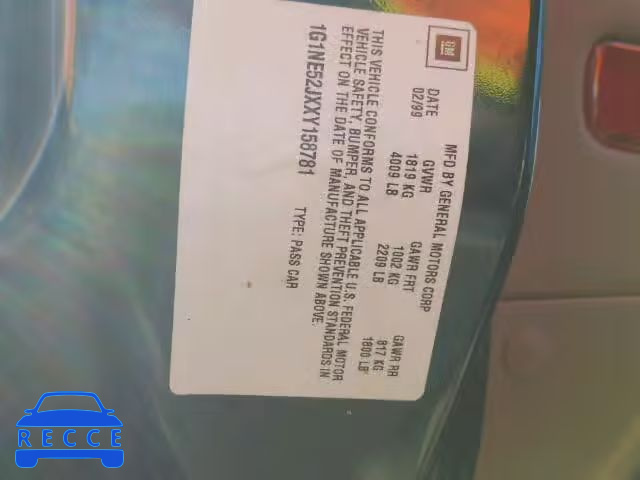 GM
MFD BY GENERAL MOTORS CORP
DATE GVWR GAWR FRT GAWR RR
02/99 1819 KG 1002 KG 817 KG
4009 LB 2209 LB 1800 LB
THIS VEHICLE CONFORMS TO ALL APPLICABLE U.S. FEDERAL MOTOR
VEHICLE SAFETY, BUMPER, AND THEFT PREVENTION STANDARDS IN
EFFECT ON THE DATE OF MANUFACTURE SHOWN ABOVE.
1G1NE52JXXY158781 TYPE: PASS CAR
RECCE